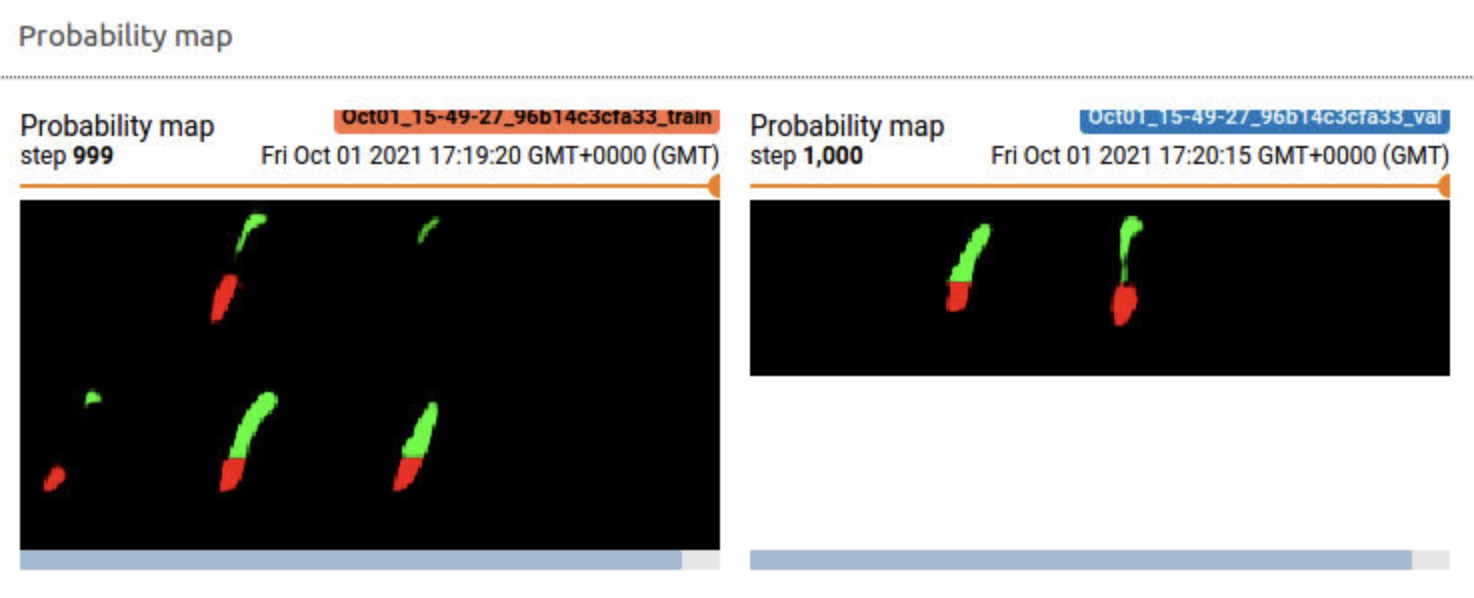 Probability map
Probability map
Oct01_15-49-27_96b14c3cfa33_train
step 999
Fri Oct 01 2021 17:19:20 GMT+0000 (GMT)
Probability map
Oct01_15-49-27_96b14c3cfa33_val
step 1,000
Fri Oct 01 2021 17:20:15 GMT+0000 (GMT)